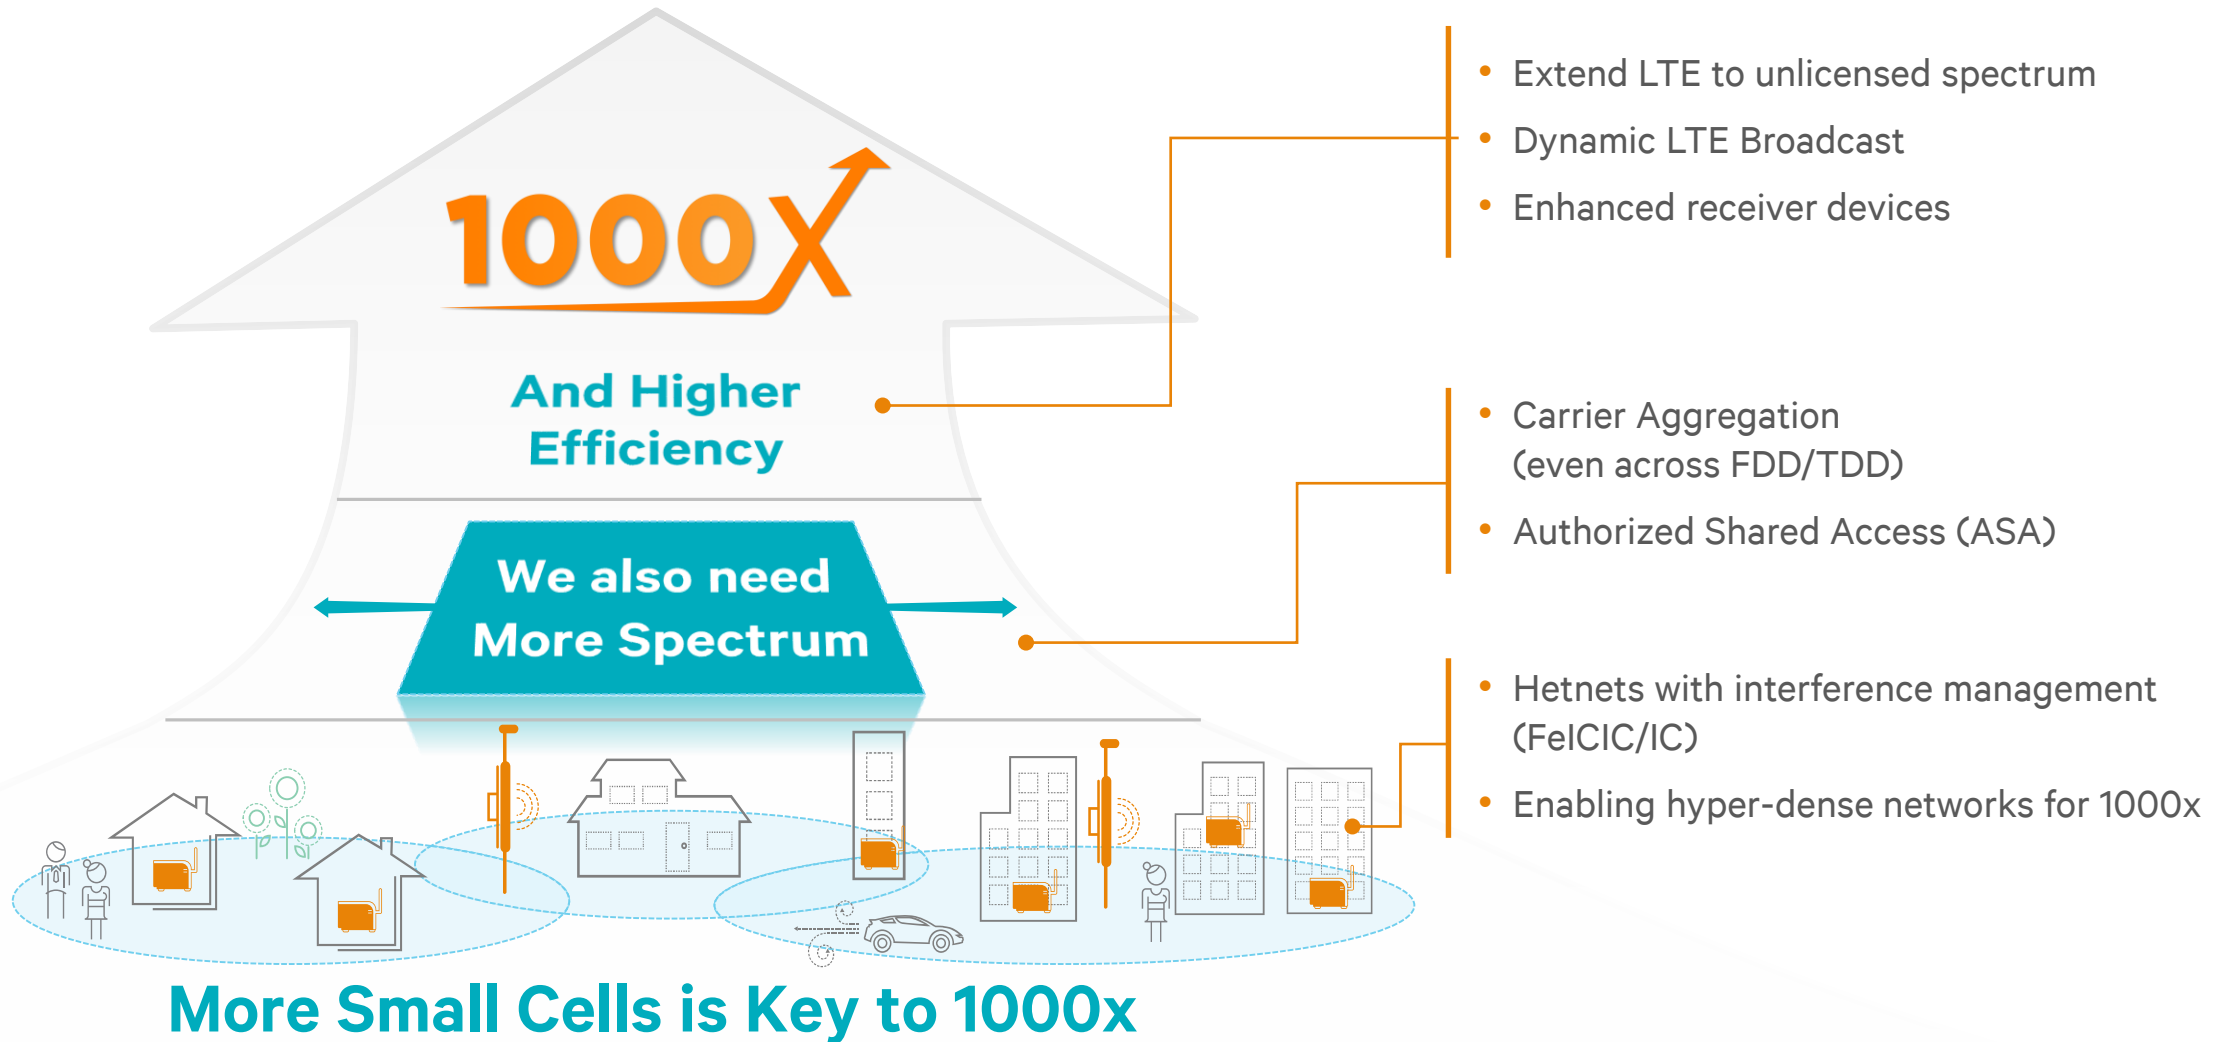 1000x
And Higher
Efficiency
We also need
More Spectrum
More Small Cells is Key to 1000x
• Extend LTE to unlicensed spectrum
• Dynamic LTE Broadcast
• Enhanced receiver devices
• Carrier Aggregation
(even across FDD/TDD)
• Authorized Shared Access (ASA)
• Hetnets with interference management
(FeICIC/IC)
• Enabling hyper-dense networks for 1000x